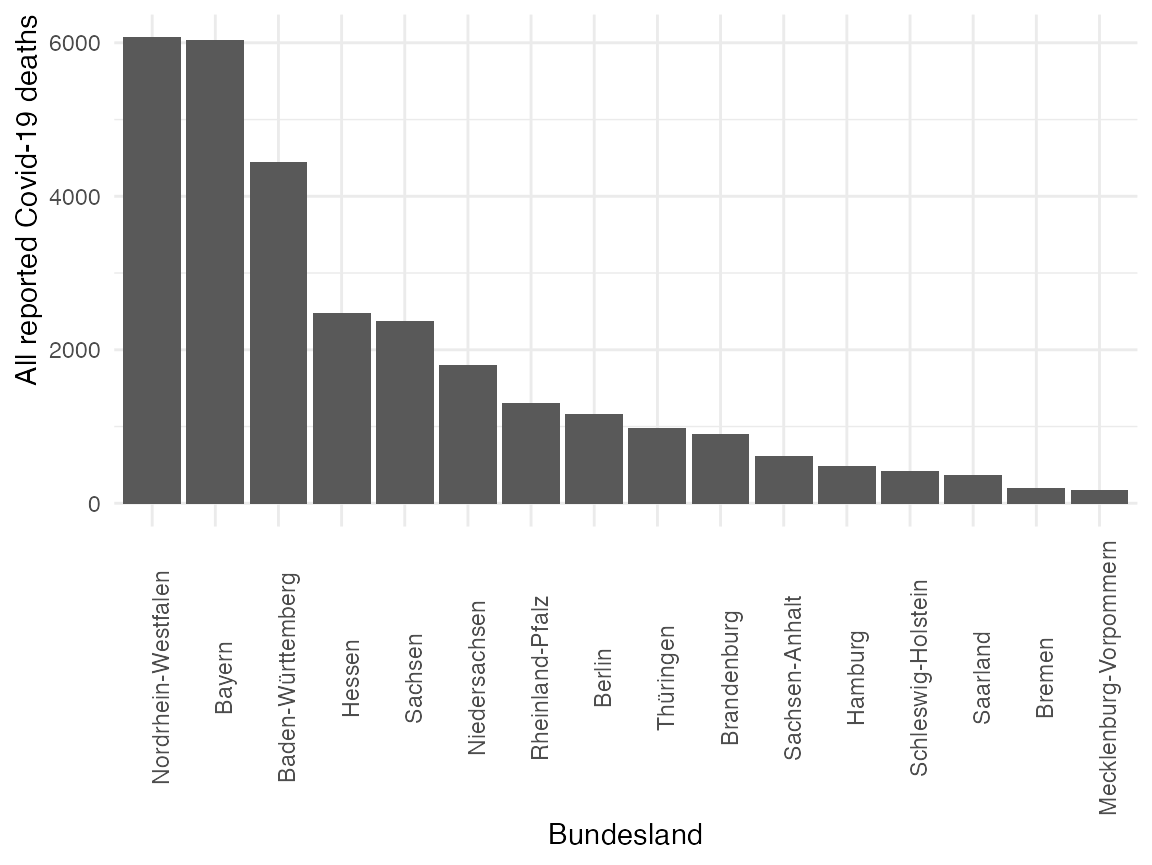 All reported Covid-19 deaths
6000
4000
2000
0
Nordrhein-Westfalen
Bayern
Baden-Württemberg
Hessen
Sachsen
Niedersachsen
Rheinland-Pfalz
Berlin
Thüringen
Brandenburg
Sachsen-Anhalt
Hamburg
Schleswig-Holstein
Saarland
Bremen
Mecklenburg-Vorpommern
Bundesland